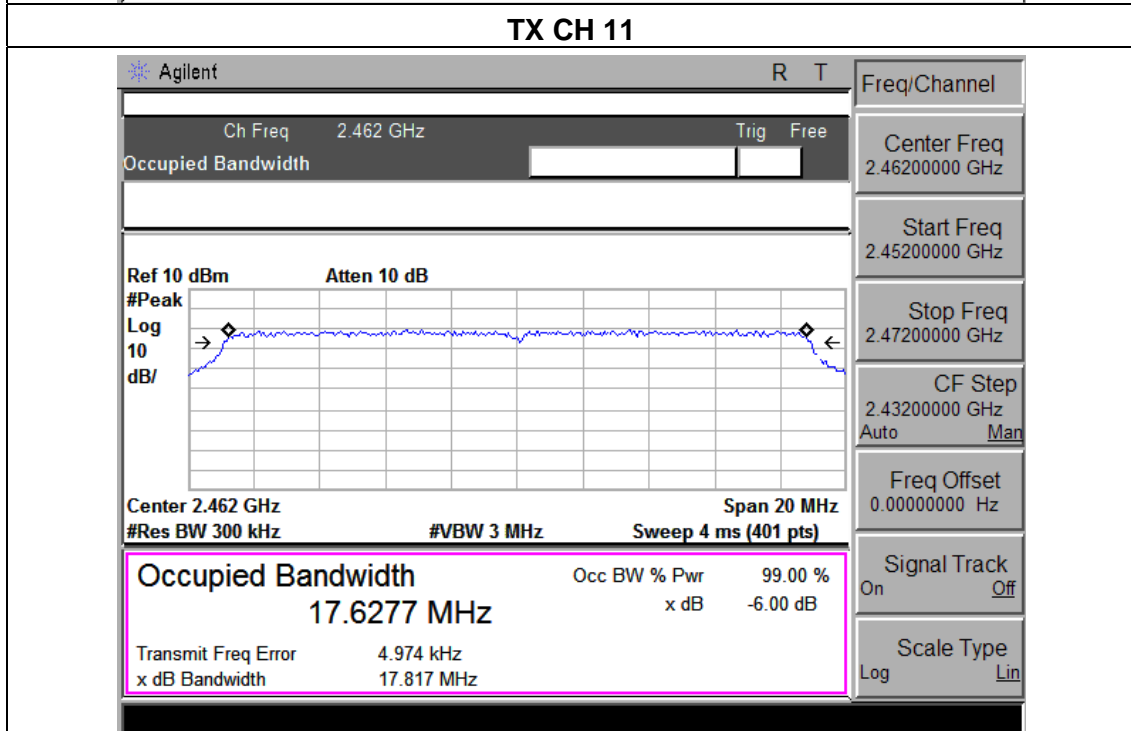 TX CH 11
Agilent R T
Freq/Channel
Ch Freq 2.462 GHz Trig Free
Occupied Bandwidth
Center Freq
2.46200000 GHz
Start Freq
2.45200000 GHz
Ref 10 dBm Atten 10 dB
#Peak
Log
10
dB/
Stop Freq
2.47200000 GHz
CF Step
2.43200000 GHz
Auto Man
Freq Offset
0.00000000 Hz
Center 2.462 GHz Span 20 MHz
#Res BW 300 kHz #VBW 3 MHz Sweep 4 ms (401 pts)
Occupied Bandwidth Occ BW % Pwr 99.00 %
17.6277 MHz x dB -6.00 dB
Signal Track
On Off
Transmit Freq Error 4.974 kHz
x dB Bandwidth 17.817 MHz
Scale Type
Log Lin